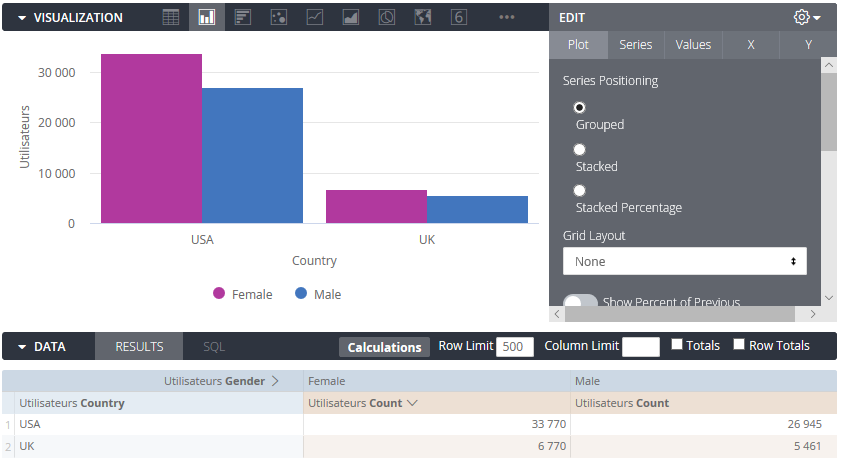 VISUALIZATION
6
EDIT
Plot Series Values X Y
Series Positioning
Grouped
Stacked
Stacked Percentage
Grid Layout
None
Show Percent of Previous
Utilisateurs
30 000
20 000
10 000
0
USA UK
Country
Female Male
DATA RESULTS SQL Calculations Row Limit 500 Column Limit Totals Row Totals
Utilisateurs Gender Female Male
Utilisateurs Country Utilisateurs Count Utilisateurs Count
1 USA 33 770 26 945
2 UK 6 770 5 461